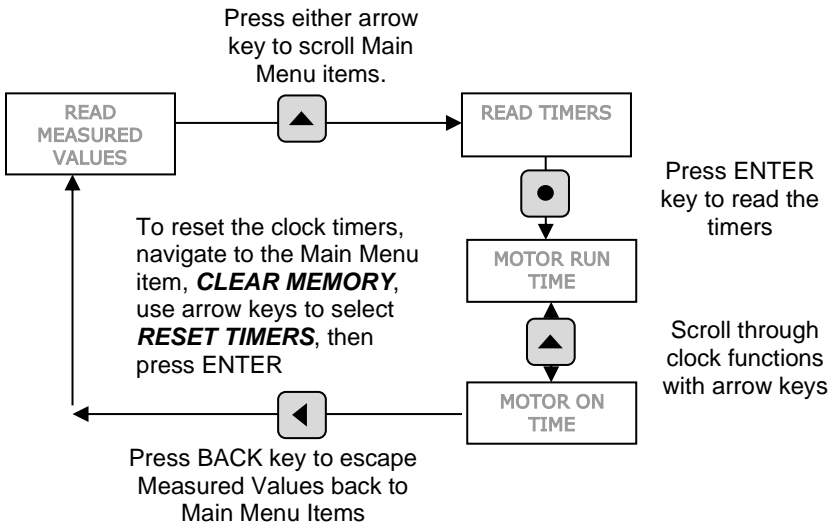 Press either arrow
key to scroll Main
Menu items.
READ
MEASURED
VALUES
READ TIMERS
Press ENTER
key to read the
timers
To reset the clock timers,
navigate to the Main Menu
item, CLEAR MEMORY,
use arrow keys to select
RESET TIMERS, then
press ENTER
MOTOR RUN
TIME
Scroll through
clock functions
with arrow keys
MOTOR ON
TIME
Press BACK key to escape
Measured Values back to
Main Menu Items